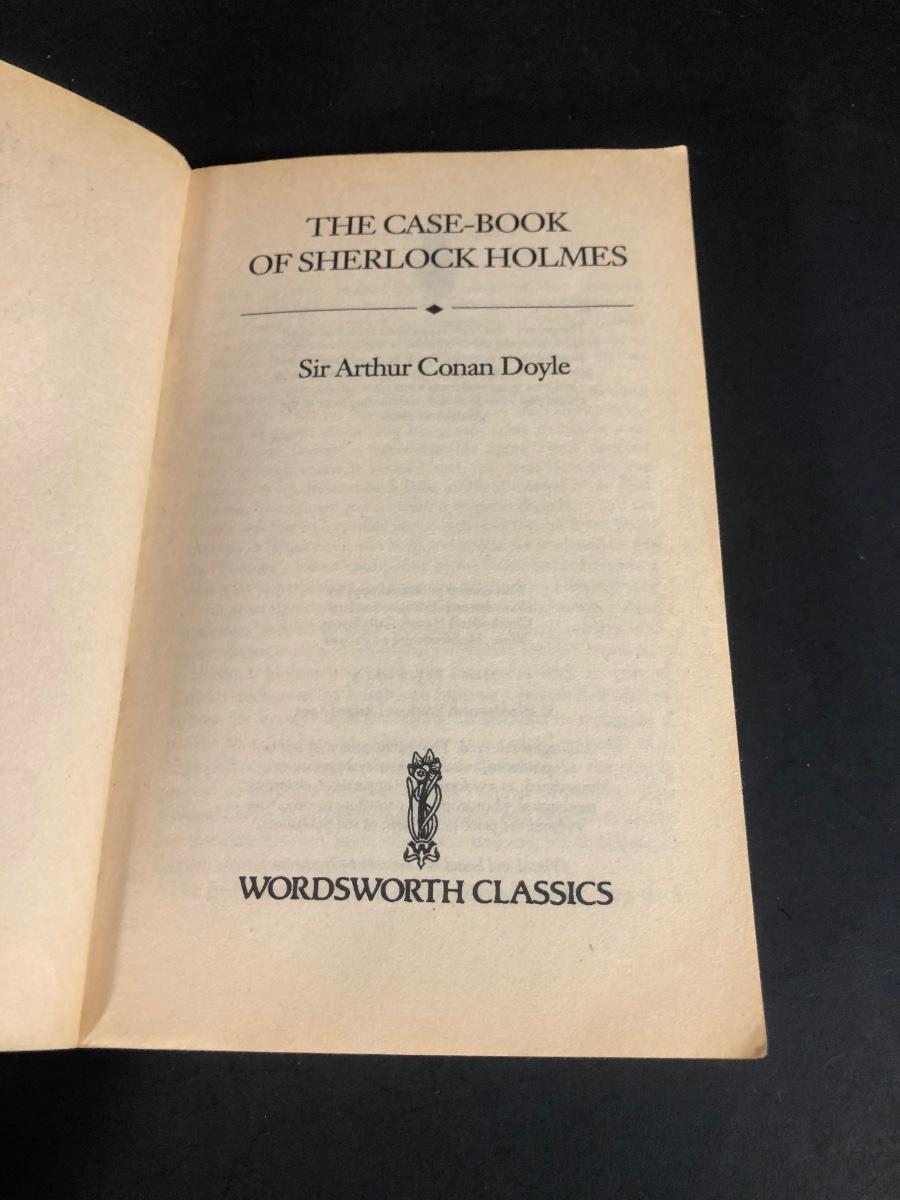 THE CASE-BOOK
OF SHERLOCK HOLMES
Sir Arthur Conan Doyle
WORDSWORTH CLASSICS